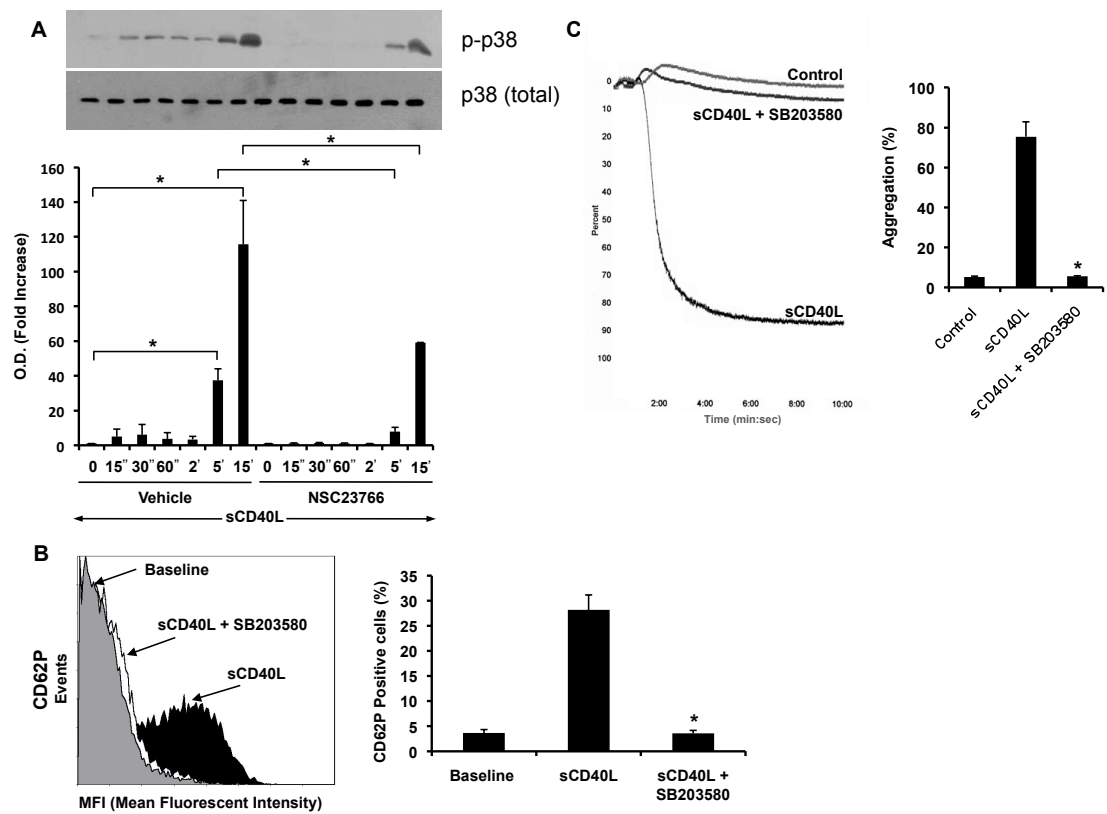 A
p-p38
p38 (total)
*
*
*
*
160
140
120
100
80
60
40
20
0
O.D. (Fold Increase)
0 15” 30” 60” 2’ 5’ 15’ 0 15” 30” 60” 2’ 5’ 15’
Vehicle NSC23766
sCD40L
C
Control
sCD40L + SB203580
sCD40L
0
10
20
30
40
50
60
70
80
90
100
Percent
2:00 4:00 6:00 8:00 10:00
Time (min:sec)
100
80
60
40
20
0
Aggregation (%)
*
Control
sCD40L
sCD40L + SB203580
B
Baseline
sCD40L + SB203580
sCD40L
CD62P
Events
MFI (Mean Fluorescent Intensity)
35
30
25
20
15
10
5
0
CD62P Positive cells (%)
*
Baseline sCD40L sCD40L +
SB203580